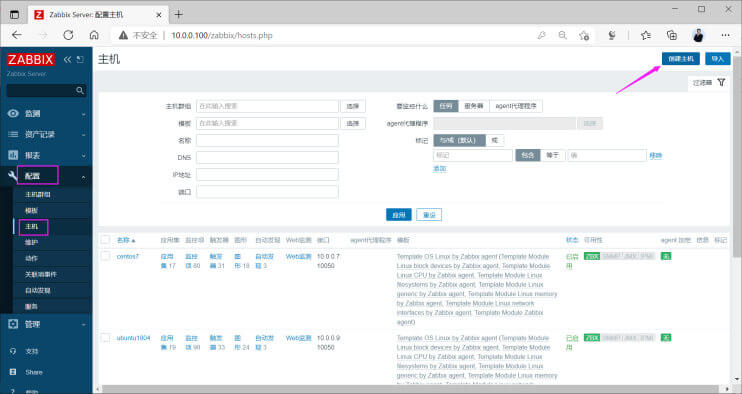 Zabbix Server: 配置主机
不安全 10.0.0.100/zabbix/hosts.php
ZABBIX
Zabbix Server
监测
资产记录
报表
配置
主机群组
模板
主机
维护
动作
关联项事件
自动发现
服务
管理
支持
Share
帮助
主机
创建主机 导入
过滤器
主机群组 在此输入搜索 选择
模板 在此输入搜索 选择
名称
DNS
IP地址
端口
要监控什么 任何 服务器 agent代理程序
agent代理程序 选择
标记 与/或（默认） 或
标记 包含 等于 值 移除
添加
应用 重设
名称 应用集 监控项 触发器 图形 自动发现 Web监测 接口 agent代理程序 模板 状态 可用性 agent 加密 信息 标记
centos7 应用集 17 监控项 60 触发器 31 图形 18 自动发现 3 Web监测 10.0.0.7: 10050
Template OS Linux by Zabbix agent (Template Module
Linux block devices by Zabbix agent, Template Module
Linux CPU by Zabbix agent, Template Module Linux
filesystems by Zabbix agent, Template Module Linux
generic by Zabbix agent, Template Module Linux memory
by Zabbix agent, Template Module Linux network
interfaces by Zabbix agent, Template Module Zabbix
agent)
已启用 ZBX SNMP JMX IPMI 无
ubuntu1804 应用集 19 监控项 98 触发器 33 图形 24 自动发现 3 Web监测 10.0.0.9: 10050
Template OS Linux by Zabbix agent (Template Module
Linux block devices by Zabbix agent, Template Module
Linux CPU by Zabbix agent, Template Module Linux
filesystems by Zabbix agent, Template Module Linux
generic by Zabbix agent, Template Module Linux memory
已启用 ZBX SNMP JMX IPMI 无